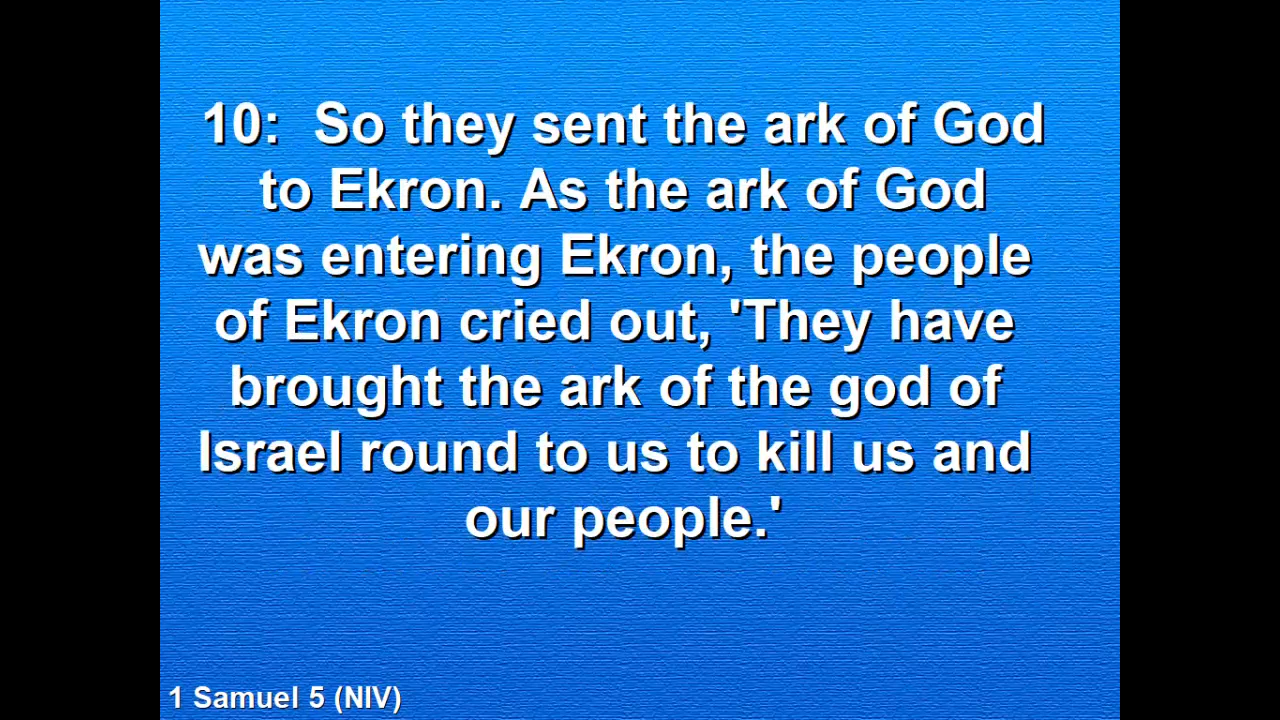 10:  So they sent the ark of God
to Ekron. As the ark of God
was entering Ekron, the people
of Ekron cried out, 'They have
brought the ark of the god of
Israel round to us to kill us and
our people.'
1 Samuel 5 (NIV)